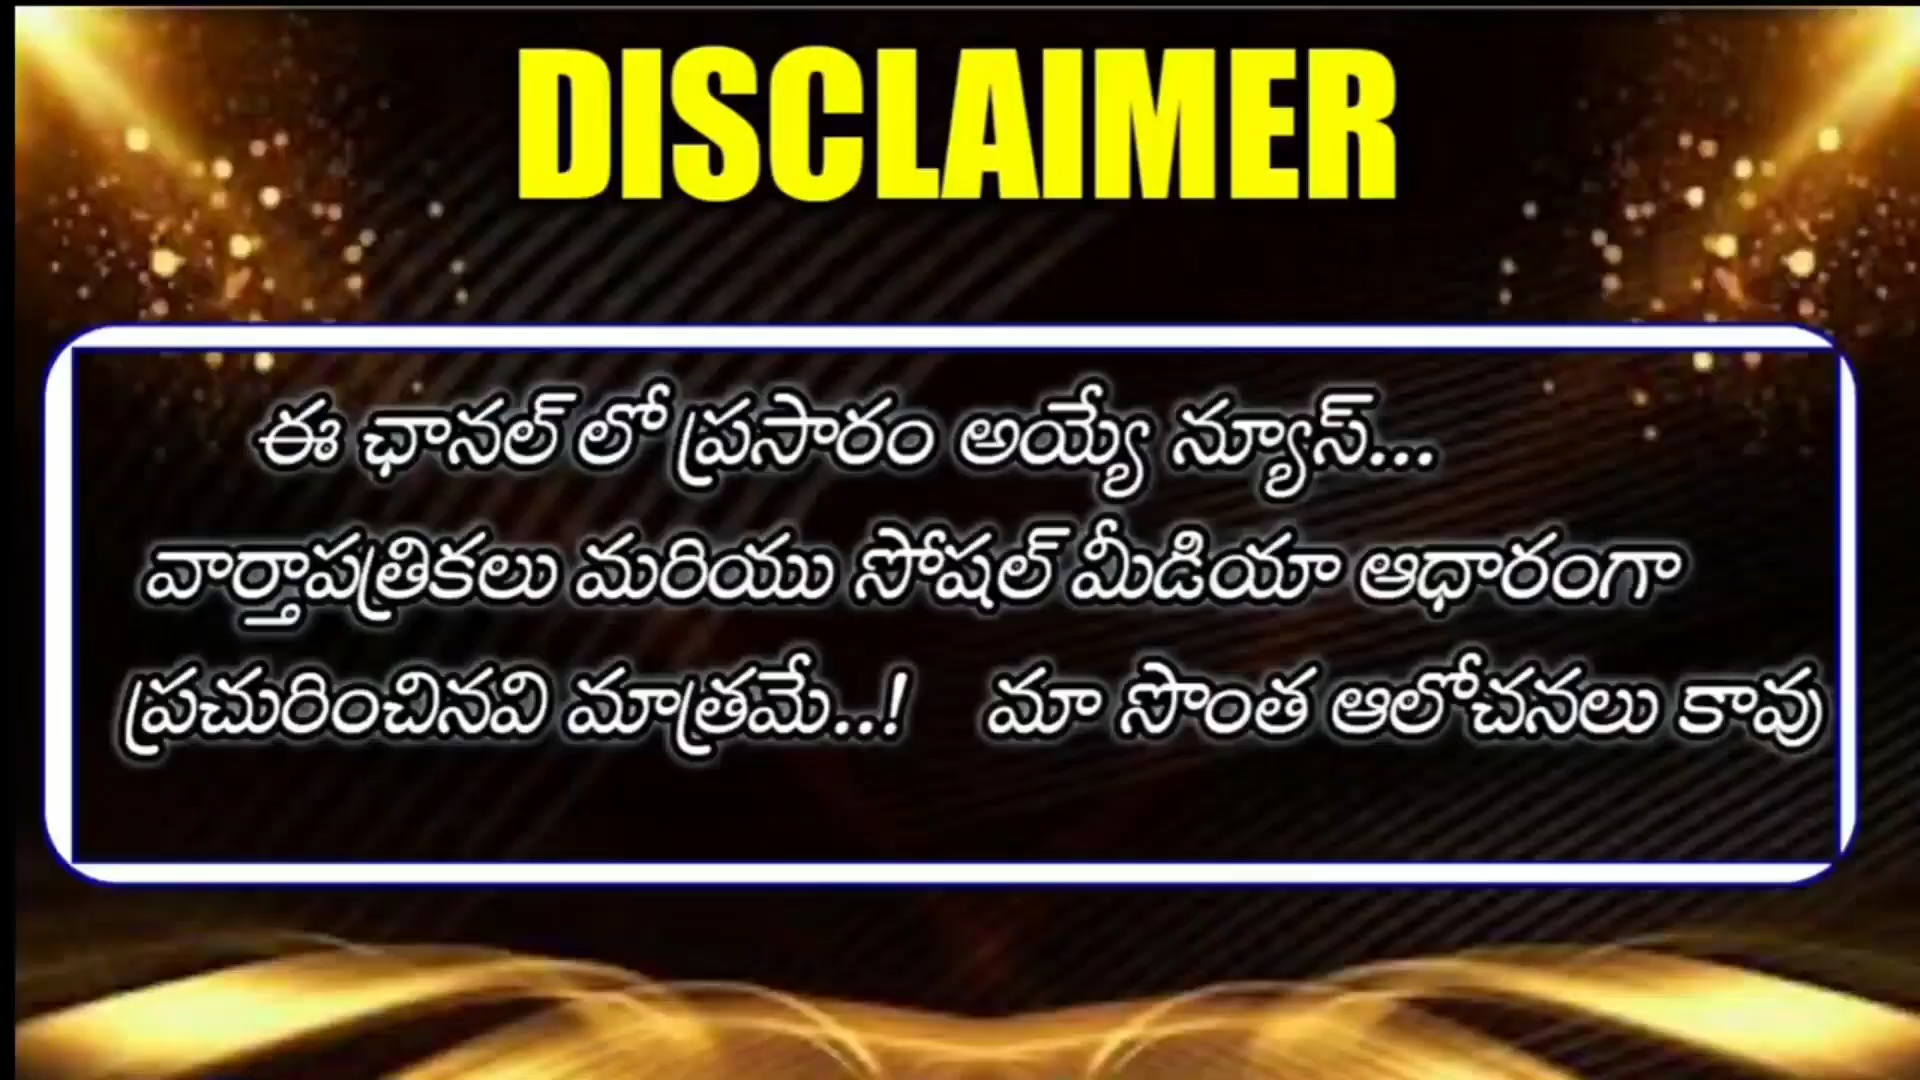 DISCLAIMER
ఈ ఛానల్ లో ప్రసారం అయ్యే న్యూస్...
వార్తాపత్రికలు మరియు సోషల్ మీడియా ఆధారంగా
ప్రచురించినవి మాత్రమే..! మా సొంత ఆలోచనలు కావు